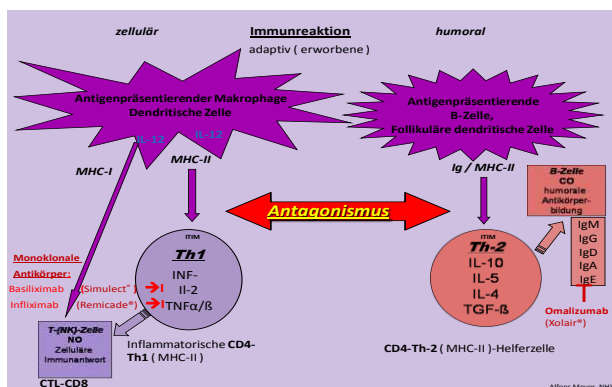 zellulär
Immunreaktion
humoral
adaptiv ( erworbene )
Antigenpräsentierender Makrophage
Dendritische Zelle
IL-12
IL-12
Antigenpräsentierende
B-Zelle,
Follikuläre dendritische Zelle
MHC-I
MHC-II
Ig / MHC-II
B-Zelle
CO
humorale
Antikörper-
bildung
Antagonismus
IgM
IgG
IgD
IgA
IgE
ITIM
Th1
INF-
Il-2
TNFα/ß
ITIM
Th-2
IL-10
IL-5
IL-4
TGF-ß
Monoklonale
Antikörper:
Basiliximab (Simulect®)
Infliximab (Remicade®)
Omalizumab
(Xolair®)
T-(NK)-Zelle
NO
Zelluläre
Immunantwort
CTL-CD8
Inflammatorische CD4-
Th1 ( MHC-II )
CD4-Th-2 ( MHC-II )-Helferzelle
Alfons Meyer, NHP